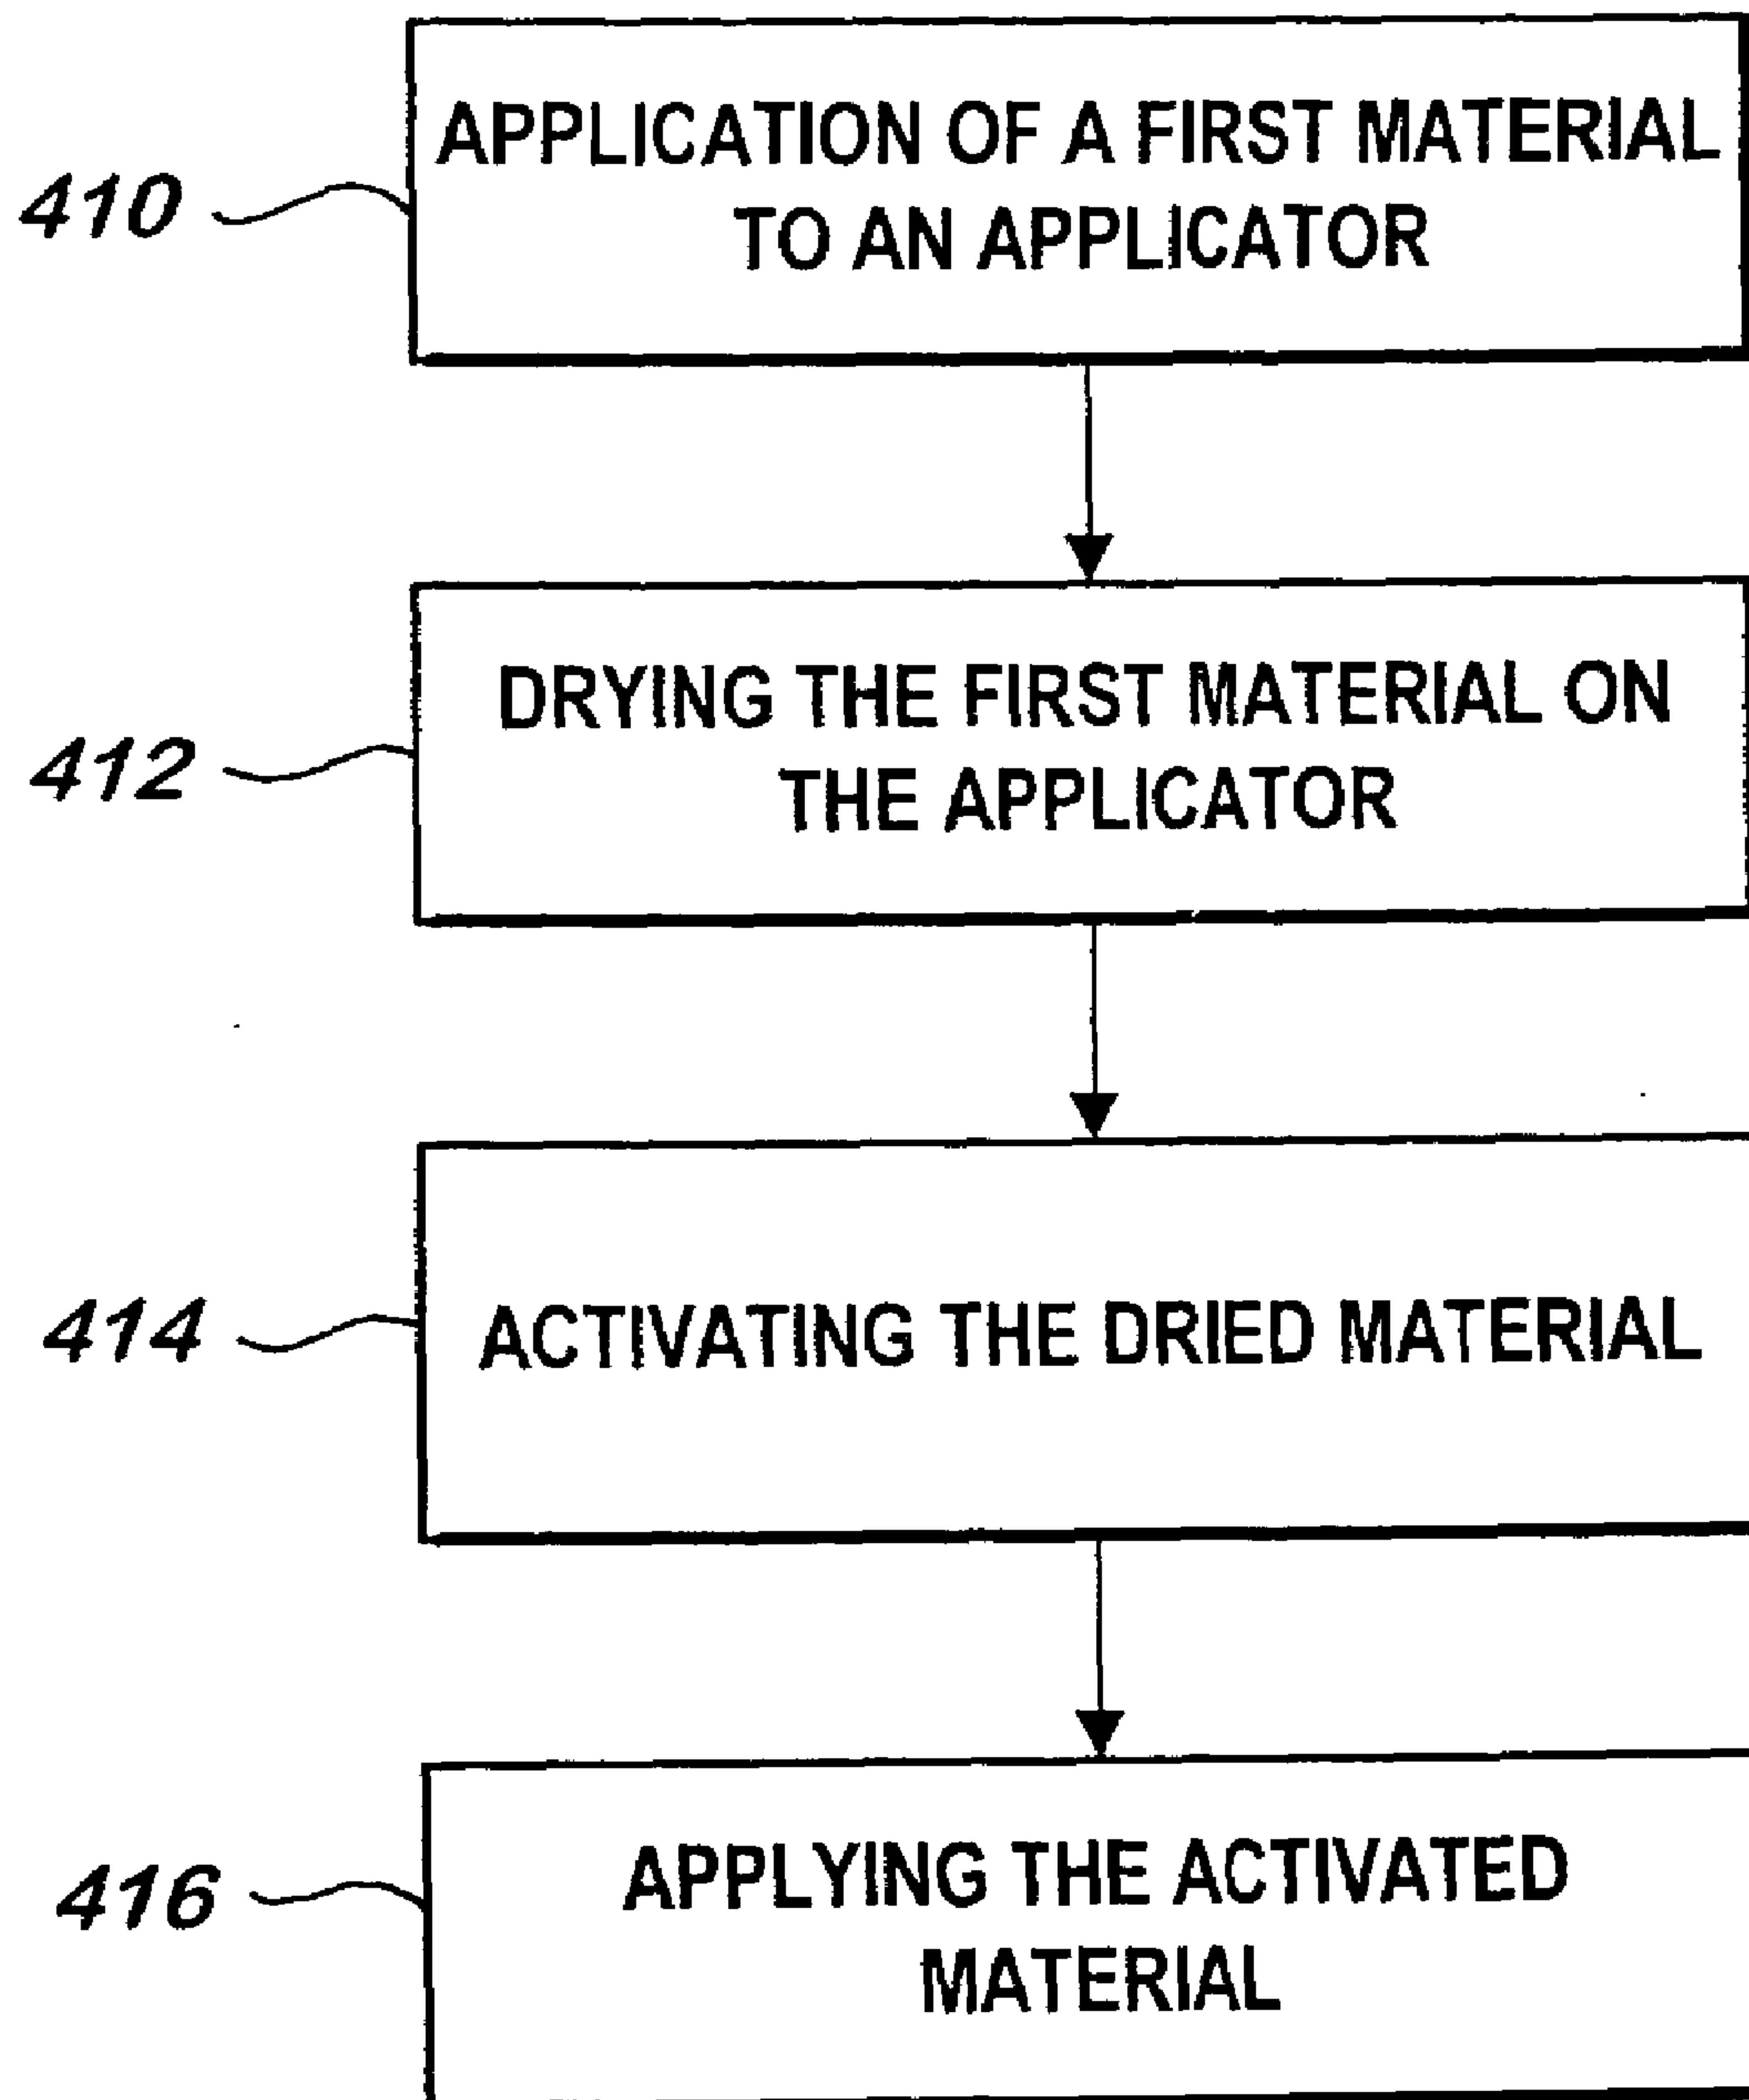 410
APPLICATION OF A FIRST MATERIAL
TO AN APPLICATOR
412
DRYING THE FIRST MATERIAL ON
THE APPLICATOR
414
ACTIVATING THE DRIED MATERIAL
416
APPLYING THE ACTIVATED
MATERIAL